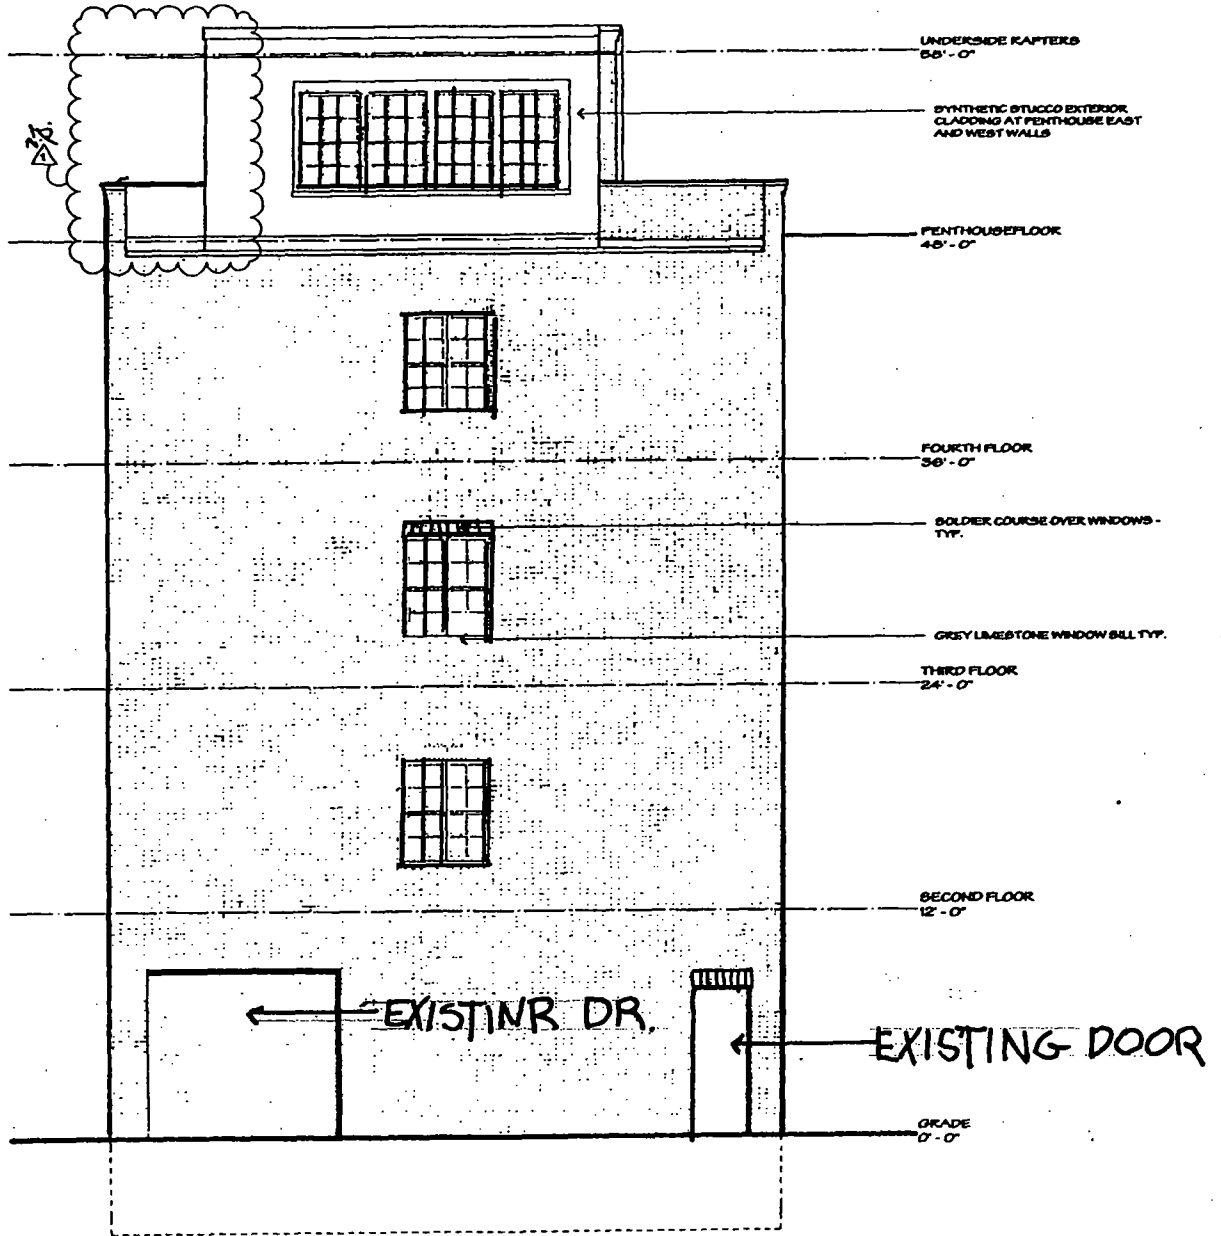 UNDERSIDE RAFTERS
58'-0"
SYNTHETIC STUCCO EXTERIOR
CLADDING AT PENTHOUSE EAST
AND WEST WALLS
PENTHOUSEFLOOR
48'-0"
FOURTH FLOOR
36'-0"
SOLDIER COURSE OVER WINDOWS -
TYP.
GREY LIMESTONE WINDOW SILL TYP.
THIRD FLOOR
24'-0"
SECOND FLOOR
12'-0"
EXISTINR DR.
EXISTING DOOR
GRADE
0'-0"